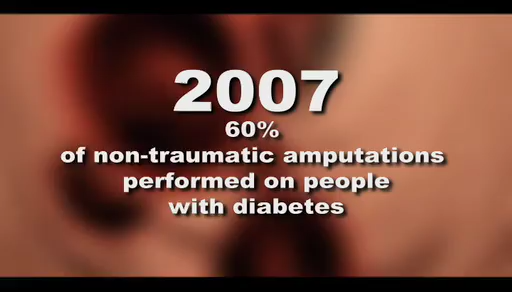 2007
60%
of non-traumatic amputations
performed on people
with diabetes